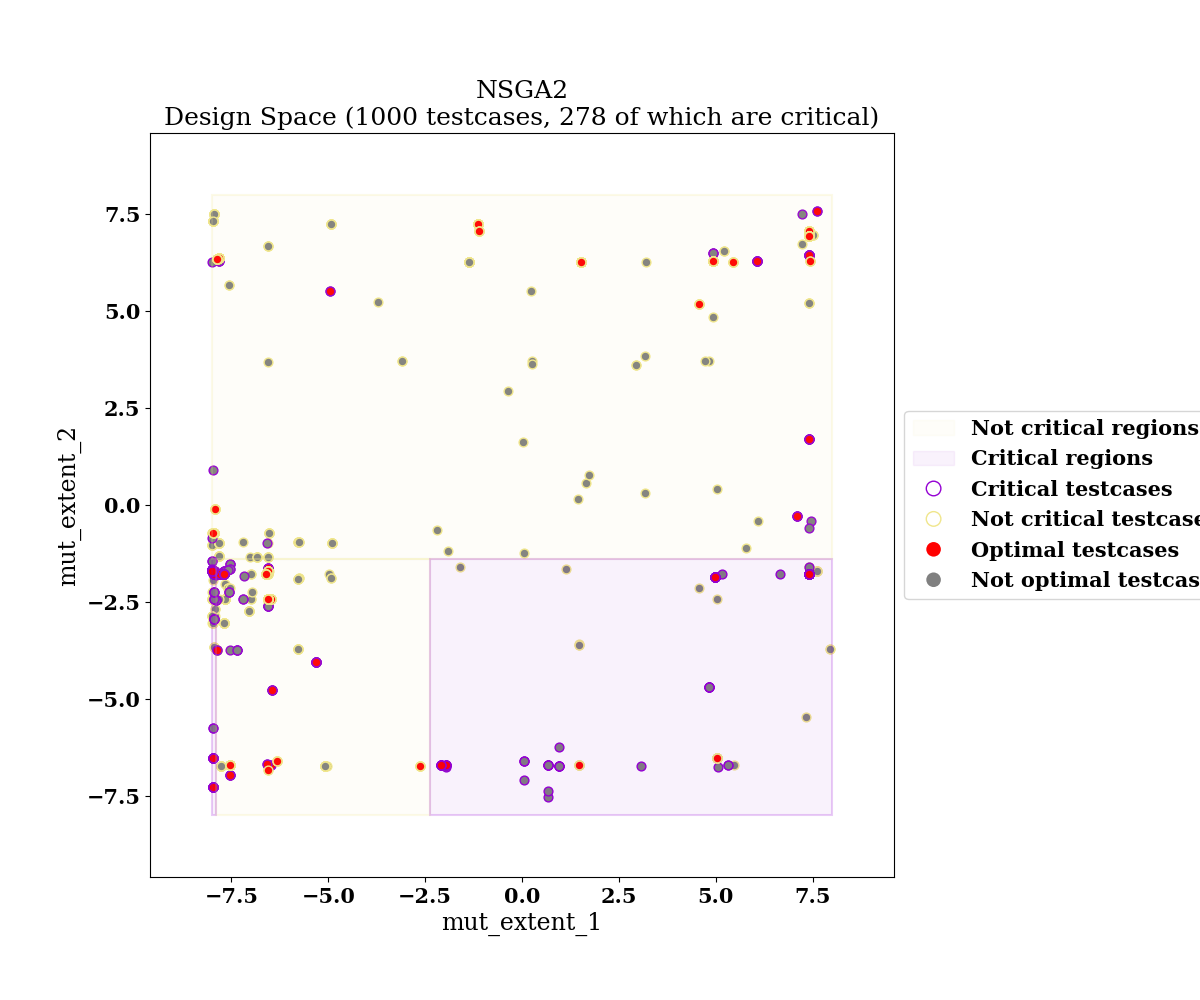 NSGA2
Design Space (1000 testcases, 278 of which are critical)
7.5
5.0
2.5
0.0
−2.5
−5.0
−7.5
mut_extent_2
−7.5 −5.0 −2.5 0.0 2.5 5.0 7.5
mut_extent_1
Not critical regions
Critical regions
Critical testcases
Not critical testcase
Optimal testcases
Not optimal testcas